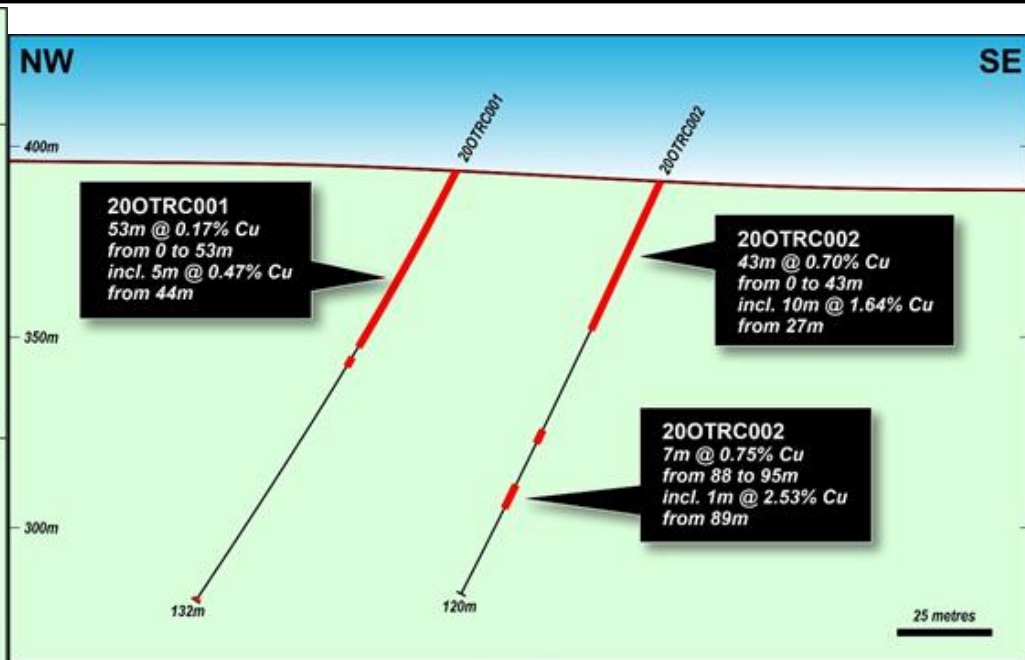 NW
SE
20OTRC001
20OTRC002
400m
20OTRC001
53m @ 0.17% Cu
from 0 to 53m
incl. 5m @ 0.47% Cu
from 44m
20OTRC002
43m @ 0.70% Cu
from 0 to 43m
incl. 10m @ 1.64% Cu
from 27m
350m
20OTRC002
7m @ 0.75% Cu
from 88 to 95m
incl. 1m @ 2.53% Cu
from 89m
300m
132m
120m
25 metres